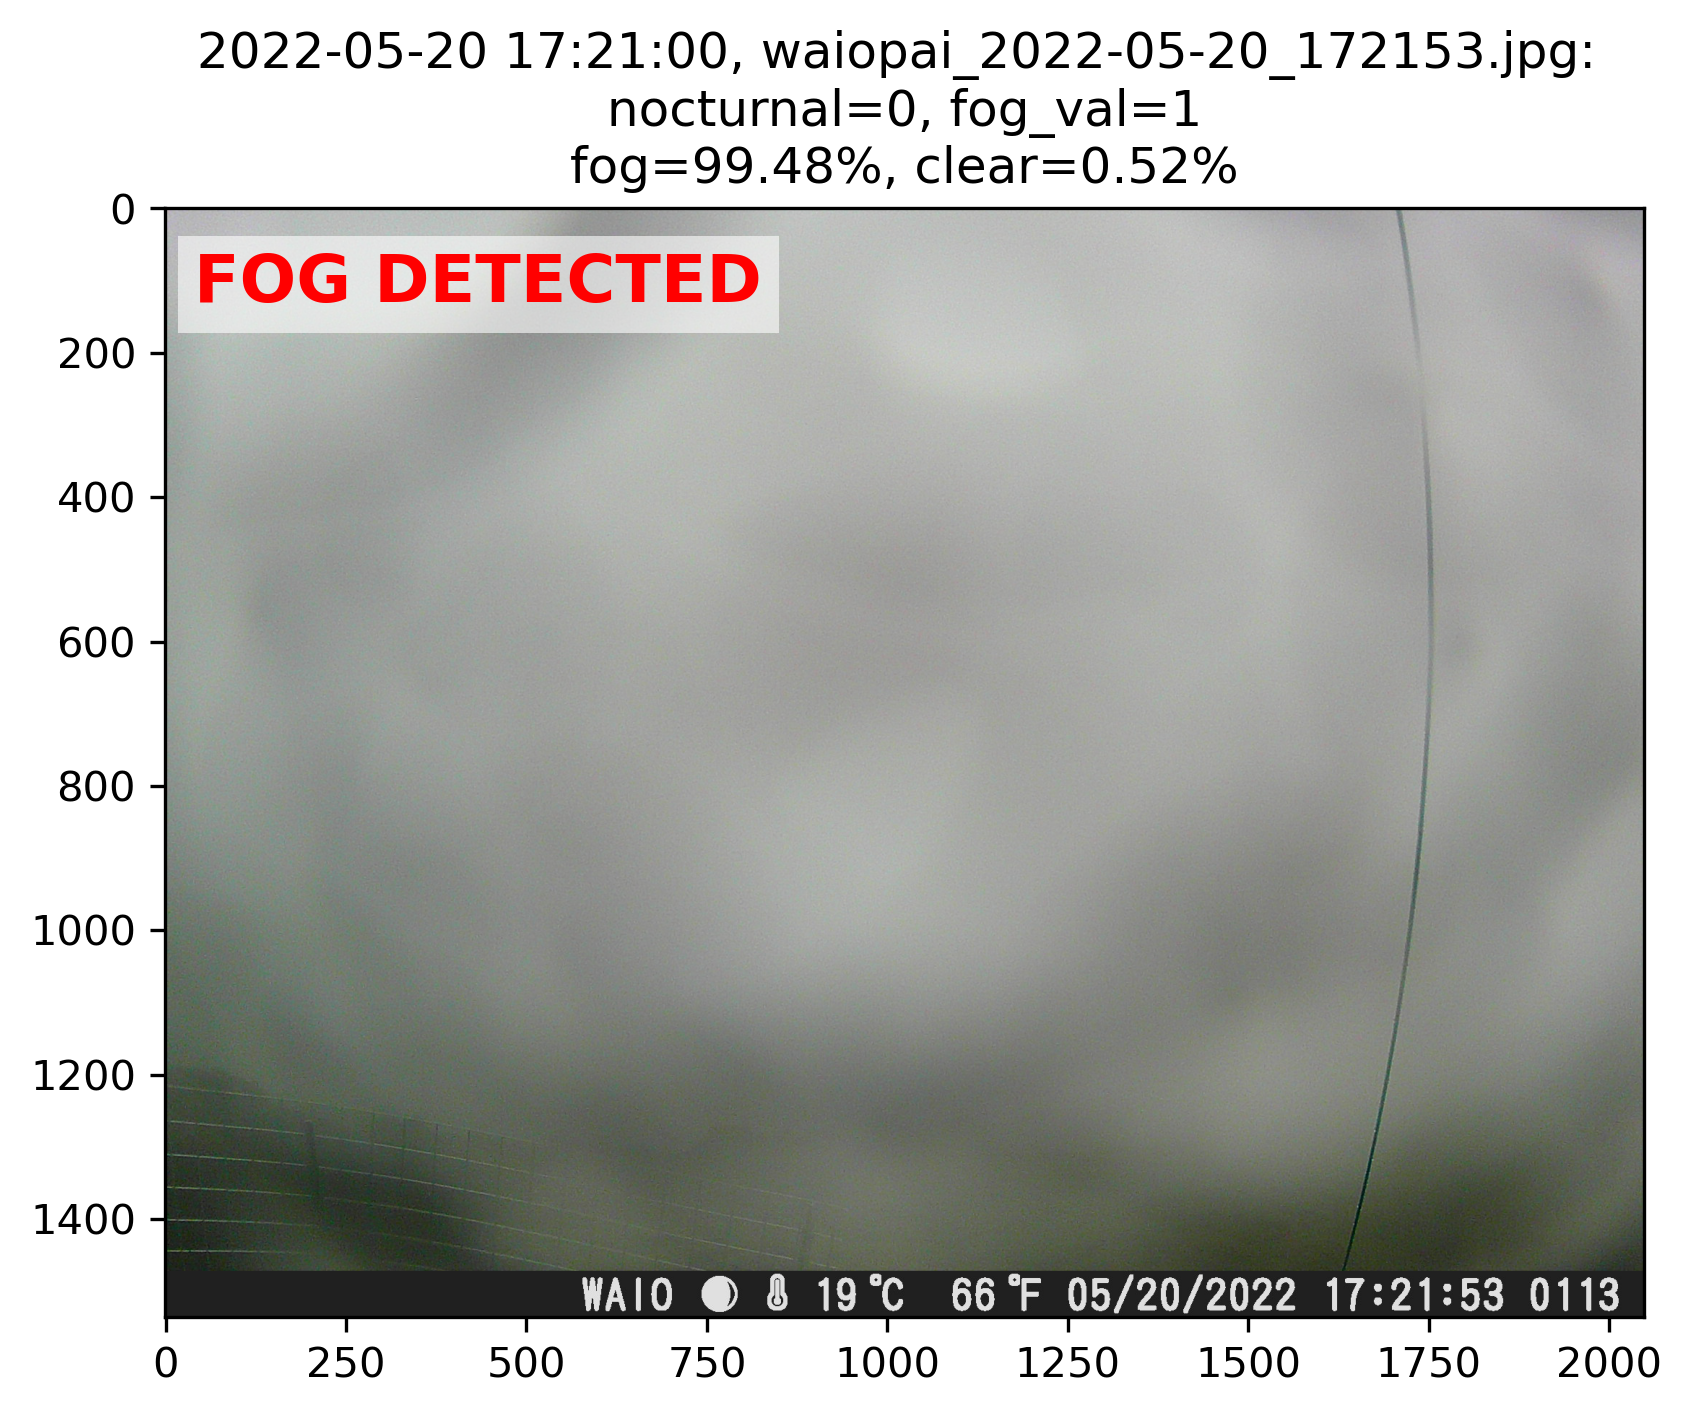 2022-05-20 17:21:00, waiopai_2022-05-20_172153.jpg:
nocturnal=0, fog_val=1
fog=99.48%, clear=0.52%
0
FOG DETECTED
200
400
600
800
1000
1200
1400
WAIO 19°C 66°F 05/20/2022 17:21:53 0113
0 250 500 750 1000 1250 1500 1750 2000